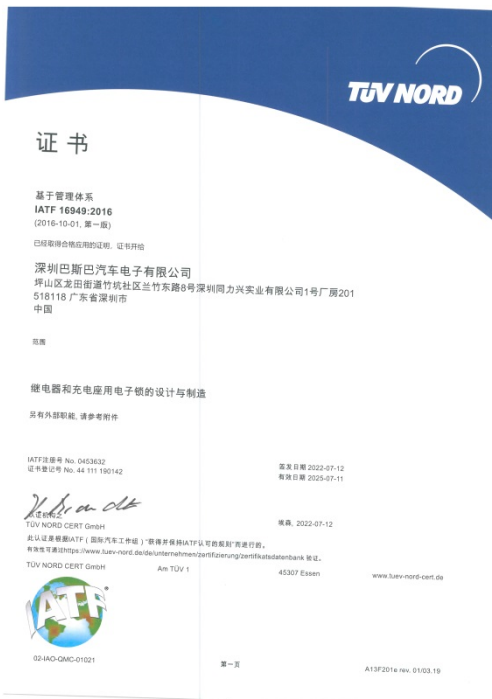 TÜV NORD
证书
基于管理体系
IATF 16949:2016
(2016-10-01, 第一版)
已经取得合格应用的证明, 证书开给
深圳巴斯巴汽车电子有限公司
坪山区龙田街道竹坑社区兰竹东路8号深圳同力兴实业有限公司1号厂房201
518118 广东省深圳市
中国
范围
继电器和充电座用电子锁的设计与制造
另有外部职能, 请参考附件
IATF注册号 No. 0453632
证书登记号 No. 44 111 190142
签发日期 2022-07-12
有效日期 2025-07-11
认证机构之
TÜV NORD CERT GmbH
埃森, 2022-07-12
此认证是根据IATF ( 国际汽车工作组 ) "获得并保持IATF认可的规则"而进行的。
有效性可通过https://www.tuev-nord.de/de/unternehmen/zertifizierung/zertifikatsdatenbank 验证。
TÜV NORD CERT GmbH Am TÜV 1 45307 Essen www.tuev-nord-cert.de
IATF
02-IAO-QMC-01021
第一页
A13F201e rev. 01/03.19